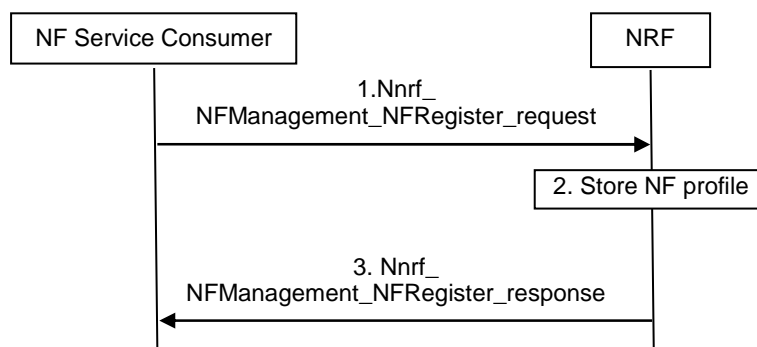 NF Service Consumer
NRF
1.Nnrf_
NFManagement_NFRegister_request
2. Store NF profile
3. Nnrf_
NFManagement_NFRegister_response